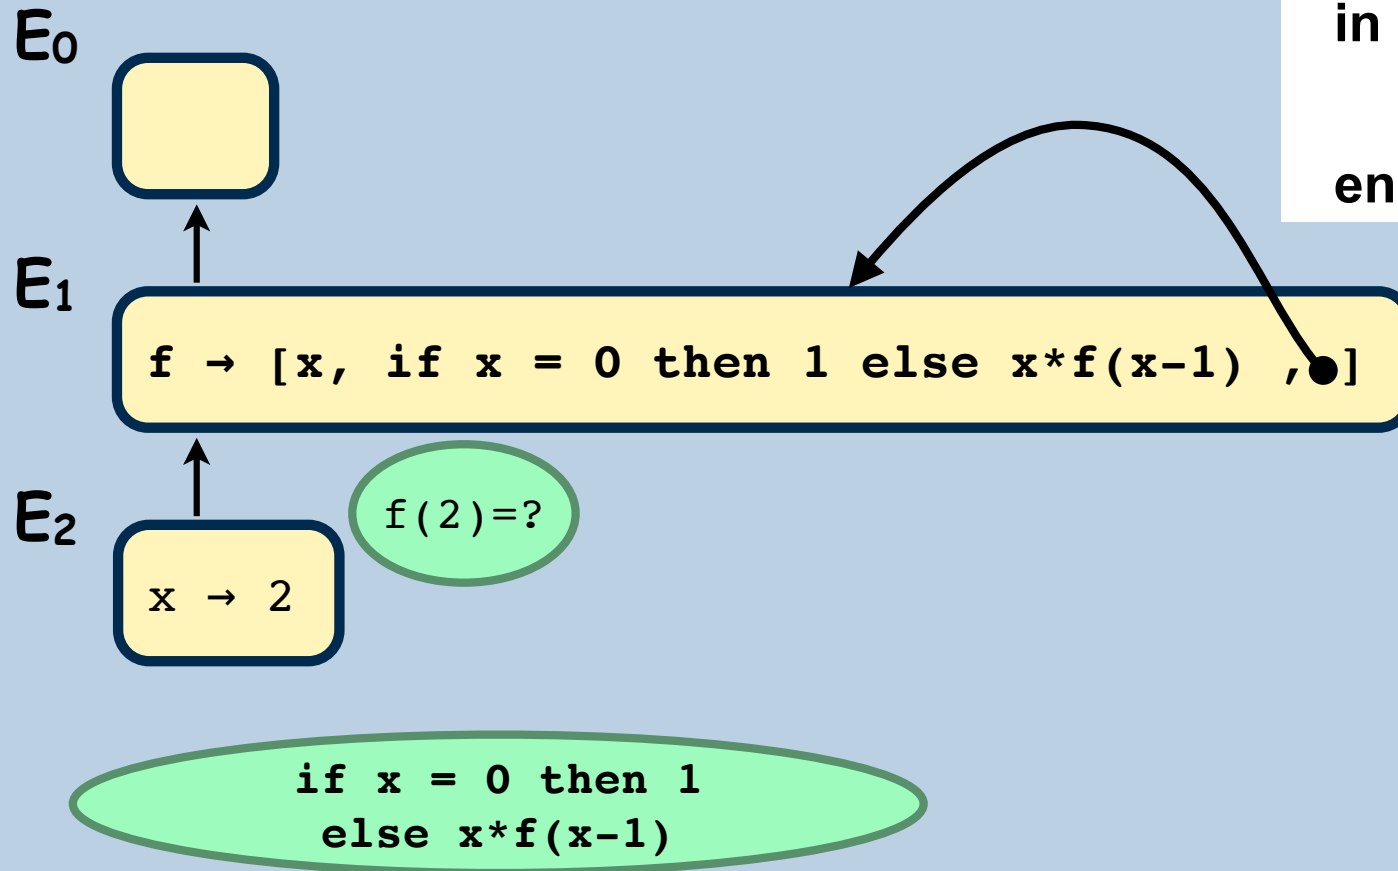 E₀
in
en
E₁
f → [x, if x = 0 then 1 else x*f(x-1) , ]
E₂
f(2)=?
x → 2
if x = 0 then 1
else x*f(x-1)